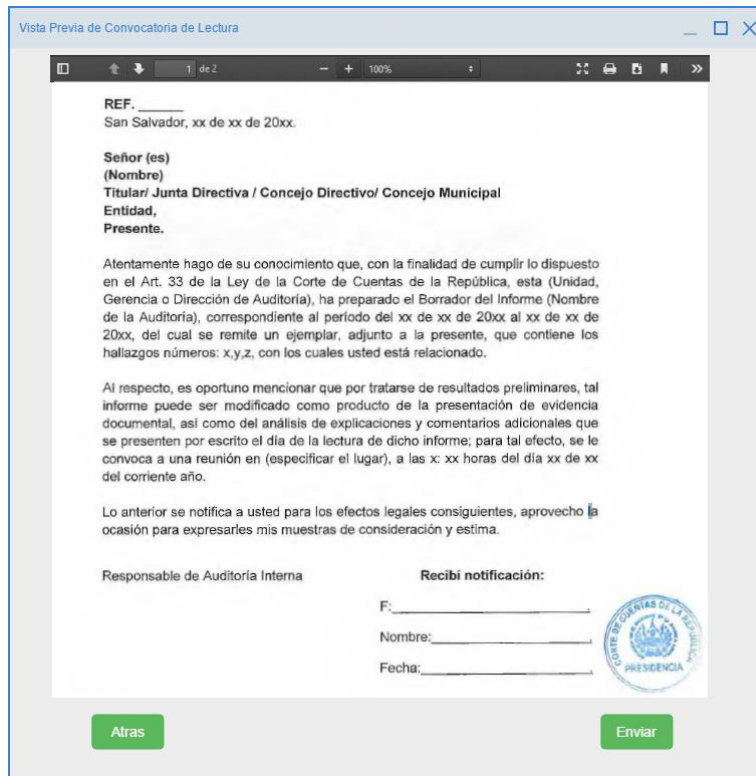 Vista Previa de Convocatoria de Lectura
1 de 2 100%
REF. ______
San Salvador, xx de xx de 20xx.
Señor (es)
(Nombre)
Titular/ Junta Directiva / Concejo Directivo/ Concejo Municipal
Entidad,
Presente.
Atentamente hago de su conocimiento que, con la finalidad de cumplir lo dispuesto
en el Art. 33 de la Ley de la Corte de Cuentas de la República, esta (Unidad,
Gerencia o Dirección de Auditoría), ha preparado el Borrador del Informe (Nombre
de la Auditoría), correspondiente al período del xx de xx de 20xx al xx de xx de
20xx, del cual se remite un ejemplar, adjunto a la presente, que contiene los
hallazgos números: x,y,z, con los cuales usted está relacionado.
Al respecto, es oportuno mencionar que por tratarse de resultados preliminares, tal
informe puede ser modificado como producto de la presentación de evidencia
documental, así como del análisis de explicaciones y comentarios adicionales que
se presenten por escrito el día de la lectura de dicho informe; para tal efecto, se le
convoca a una reunión en (especificar el lugar), a las x: xx horas del día xx de xx
del corriente año.
Lo anterior se notifica a usted para los efectos legales consiguientes, aprovecho la
ocasión para expresarles mis muestras de consideración y estima.
Responsable de Auditoría Interna
Recibí notificación:
F:
Nombre:
Fecha:
CORTE DE CUENTAS DE LA REPUBLICA
PRESIDENCIA
Atras
Enviar